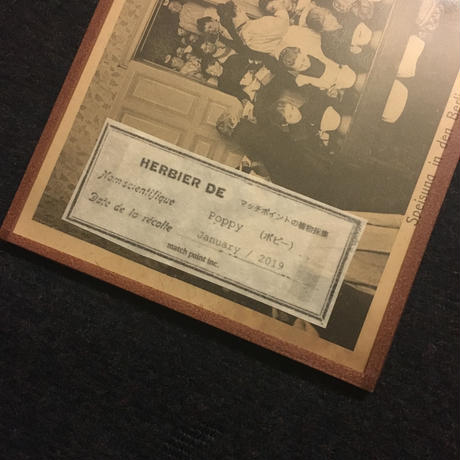 HERBIER DE マッチポイントの植物採集
Nom scientifique Poppy (ポピー)
Date de la récolte January / 2019
match point inc.
Speisung in den Berli